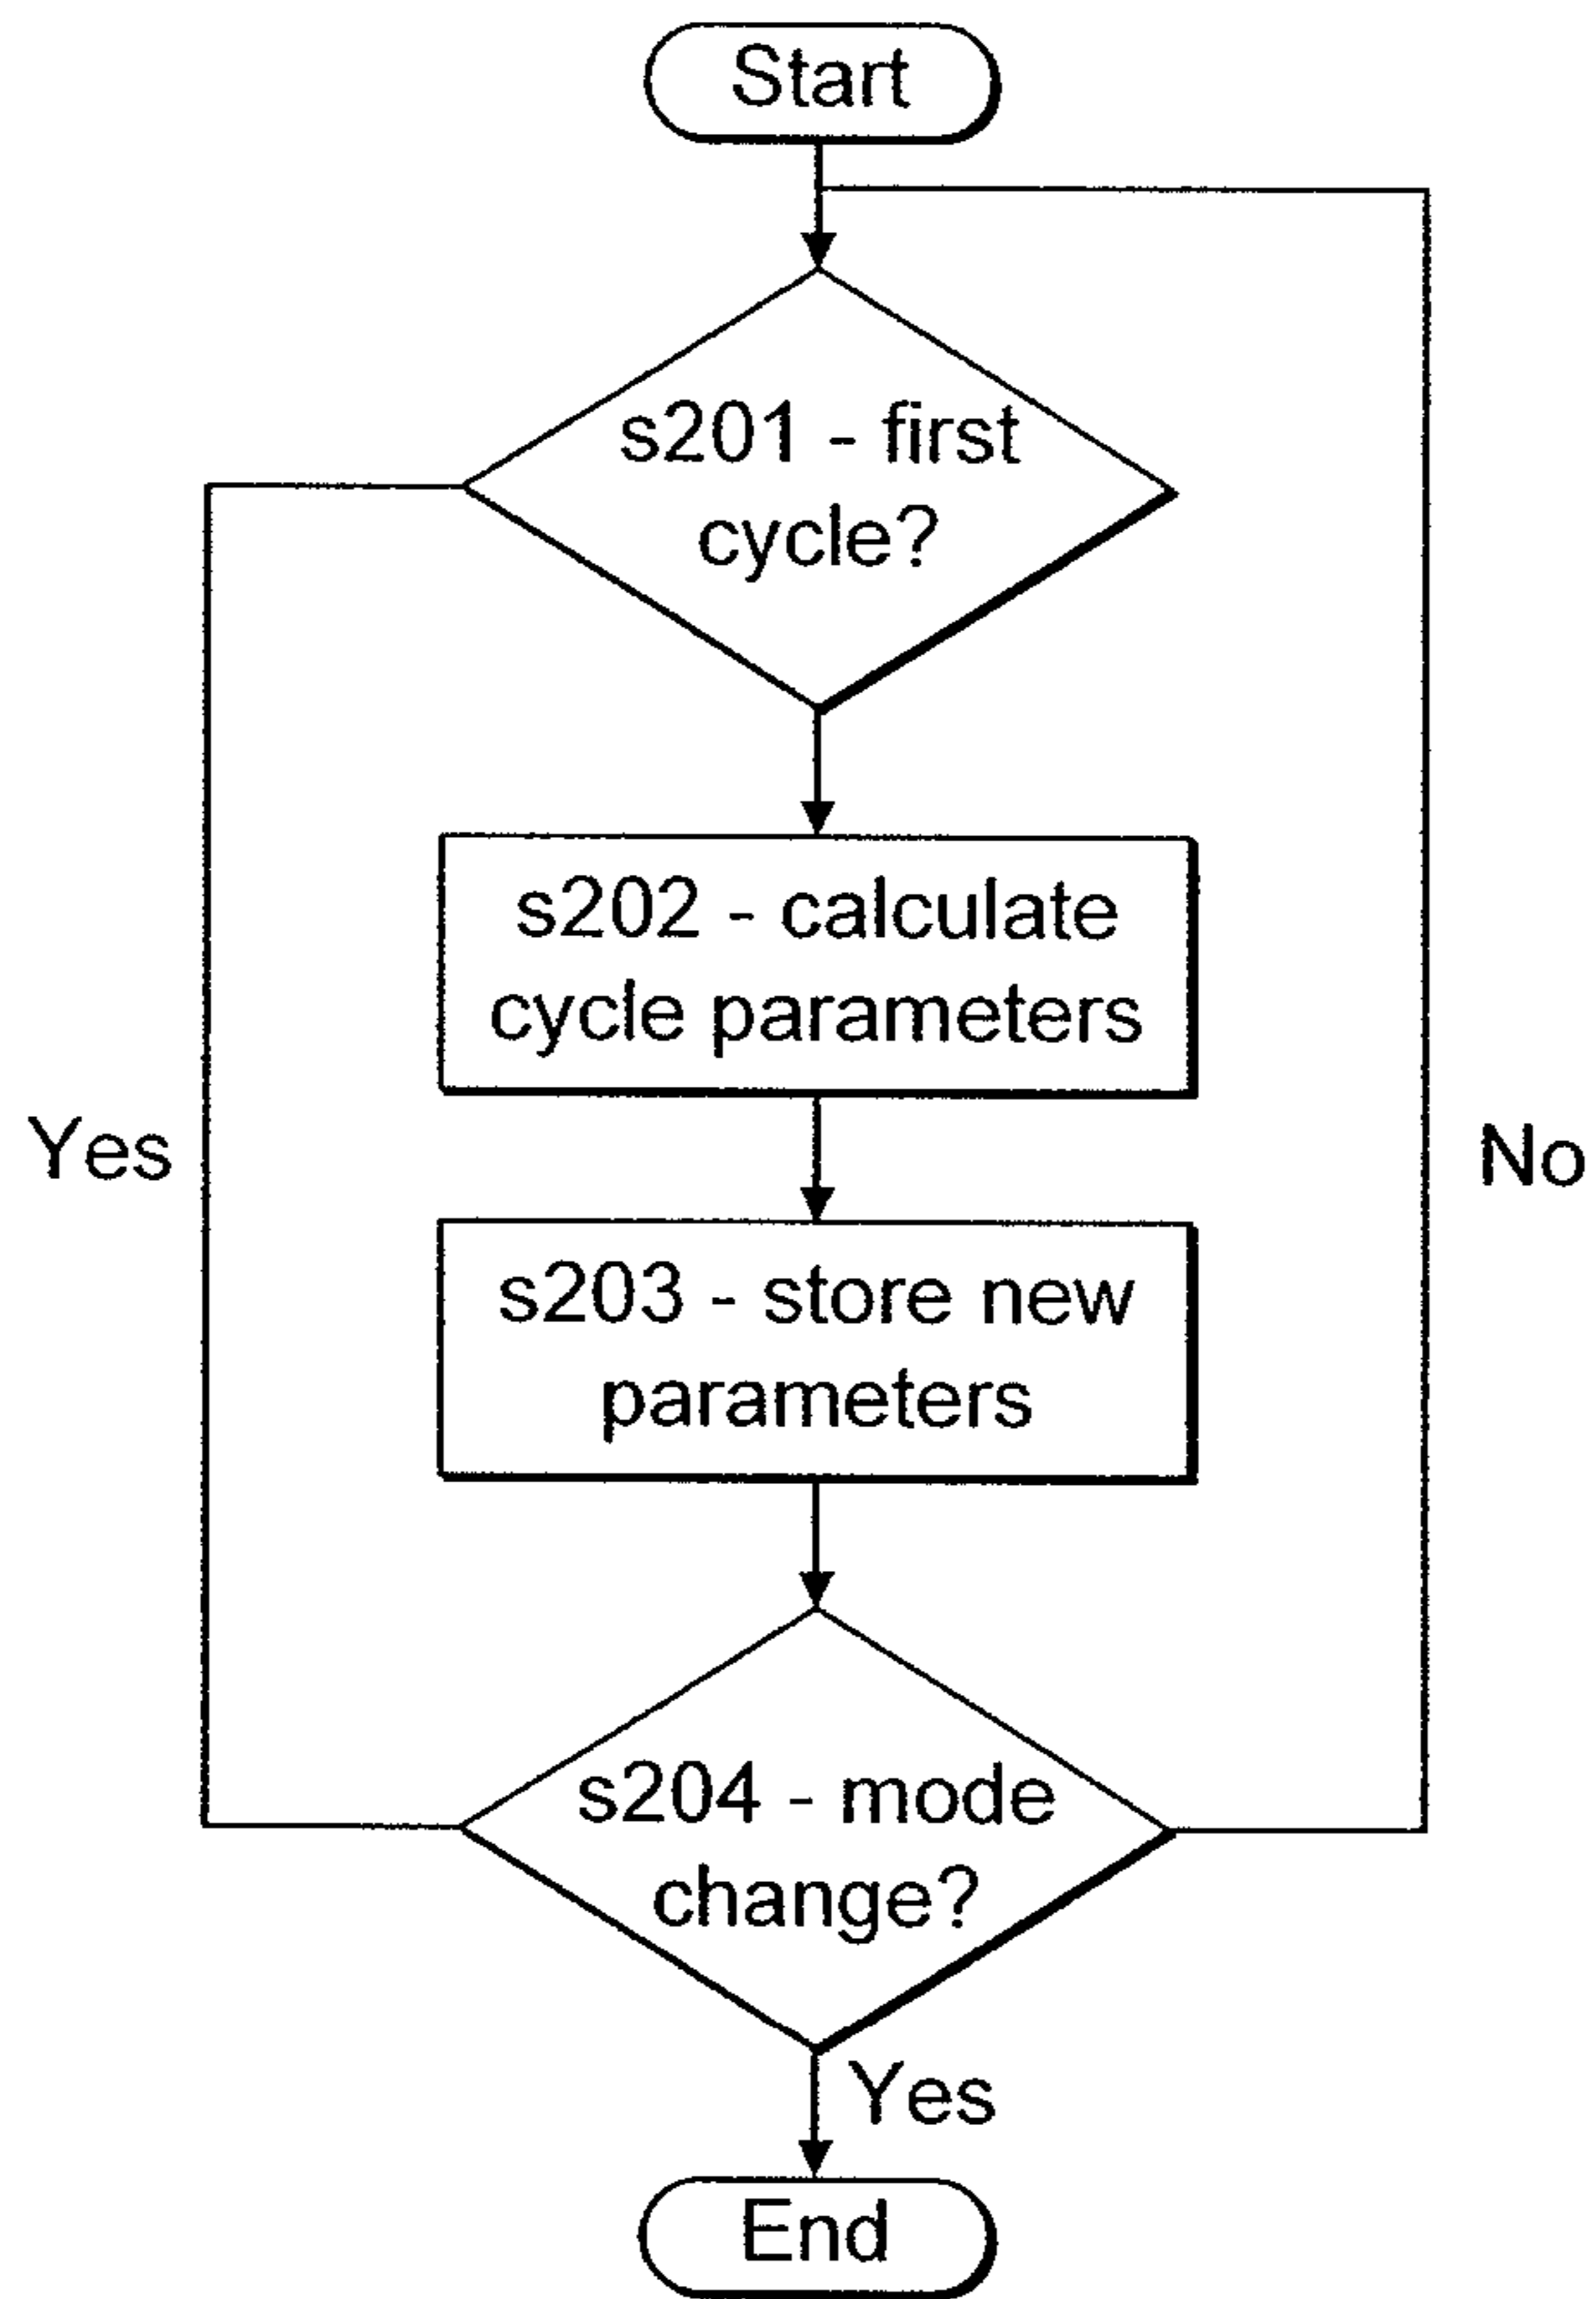 Start
s201 - first
cycle?
s202 - calculate
cycle parameters
Yes
No
s203 - store new
parameters
s204 - mode
change?
Yes
End